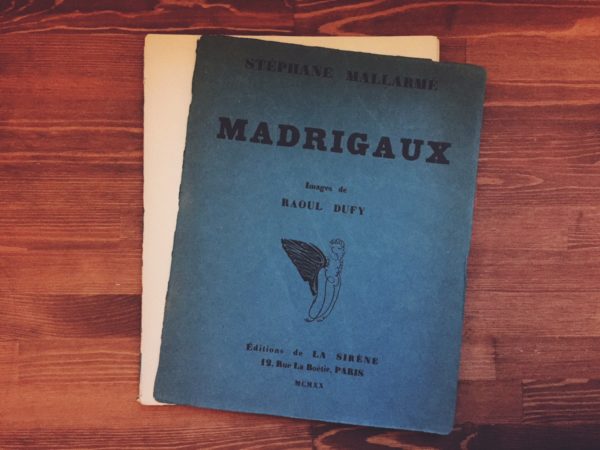 STÉPHANE MALLARMÉ
MADRIGAUX
Images de
RAOUL DUFY
Éditions de LA SIRÈNE
12, Rue La Boëtie, PARIS
MCMXX